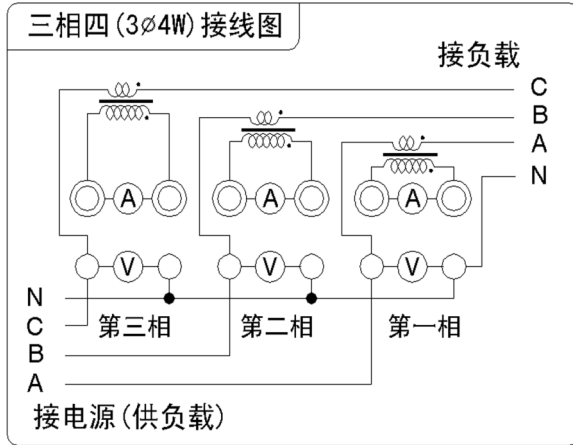 三相四(3ø4W)接线图
接负载
C
B
A
N
A A A
V V V
N
C 第三相 第二相 第一相
B
A
接电源(供负载)